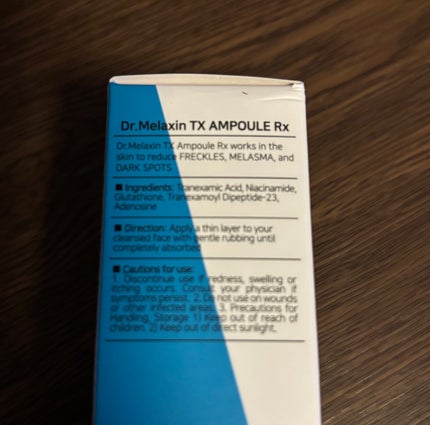 Dr.Melaxin TX AMPOULE Rx
Dr.Melaxin TX Ampoule Rx works in the
skin to reduce FRECKLES, MELASMA, and
DARK SPOTS
■ Ingredients: Tranexamic Acid, Niacinamide,
Glutathione, Tranexamoyl Dipeptide-23,
Adenosine
■ Direction: Apply a thin layer to your
cleansed face with gentle rubbing until
completely absorbed
■ Cautions for use:
1. Discontinue use if redness, swelling or
itching occurs. Consult your physician if
symptoms persist. 2. Do not use on wounds
or other infected areas. 3. Precautions for
Handling, Storage 1) Keep out of reach of
children. 2) Keep out of direct sunlight.